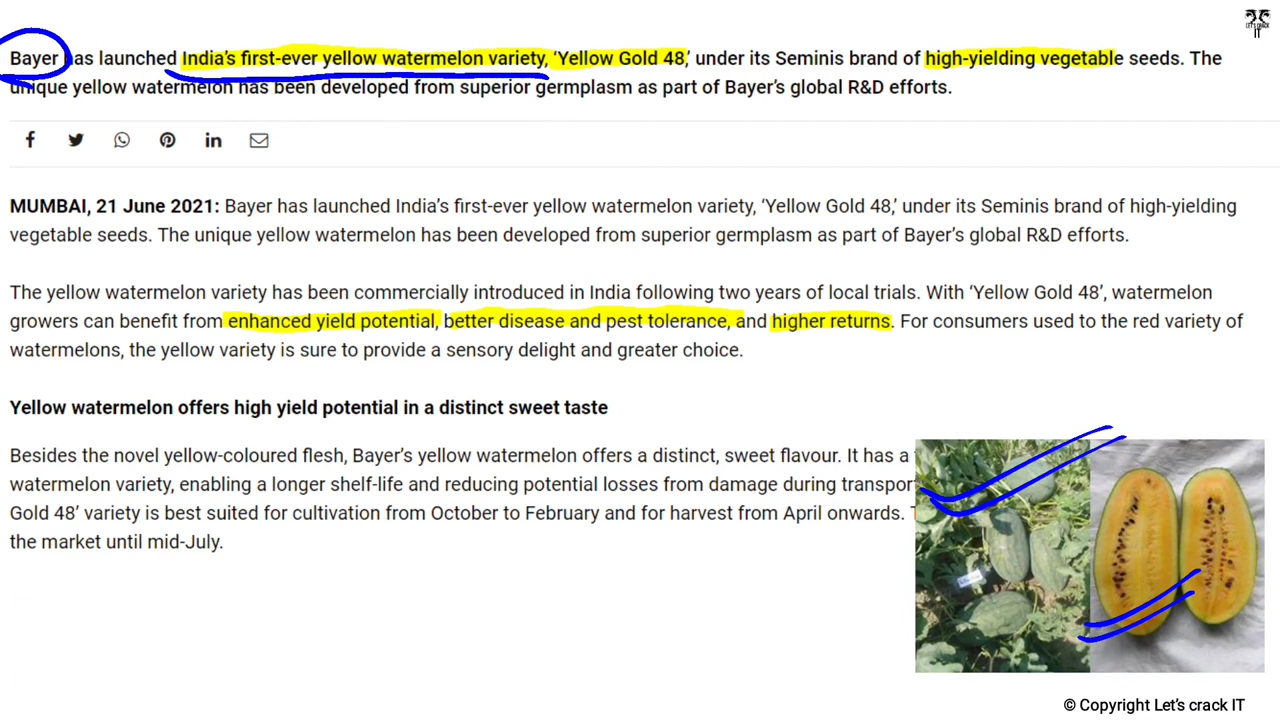 LET'S CRACK
IT
Bayer has launched India's first-ever yellow watermelon variety, 'Yellow Gold 48,' under its Seminis brand of high-yielding vegetable seeds. The
unique yellow watermelon has been developed from superior germplasm as part of Bayer's global R&D efforts.
MUMBAI, 21 June 2021: Bayer has launched India's first-ever yellow watermelon variety, 'Yellow Gold 48,' under its Seminis brand of high-yielding
vegetable seeds. The unique yellow watermelon has been developed from superior germplasm as part of Bayer's global R&D efforts.
The yellow watermelon variety has been commercially introduced in India following two years of local trials. With 'Yellow Gold 48', watermelon
growers can benefit from enhanced yield potential, better disease and pest tolerance, and higher returns. For consumers used to the red variety of
watermelons, the yellow variety is sure to provide a sensory delight and greater choice.
Yellow watermelon offers high yield potential in a distinct sweet taste
Besides the novel yellow-coloured flesh, Bayer's yellow watermelon offers a distinct, sweet flavour. It has a
watermelon variety, enabling a longer shelf-life and reducing potential losses from damage during transpor
Gold 48' variety is best suited for cultivation from October to February and for harvest from April onwards.
the market until mid-July.
© Copyright Let's crack IT